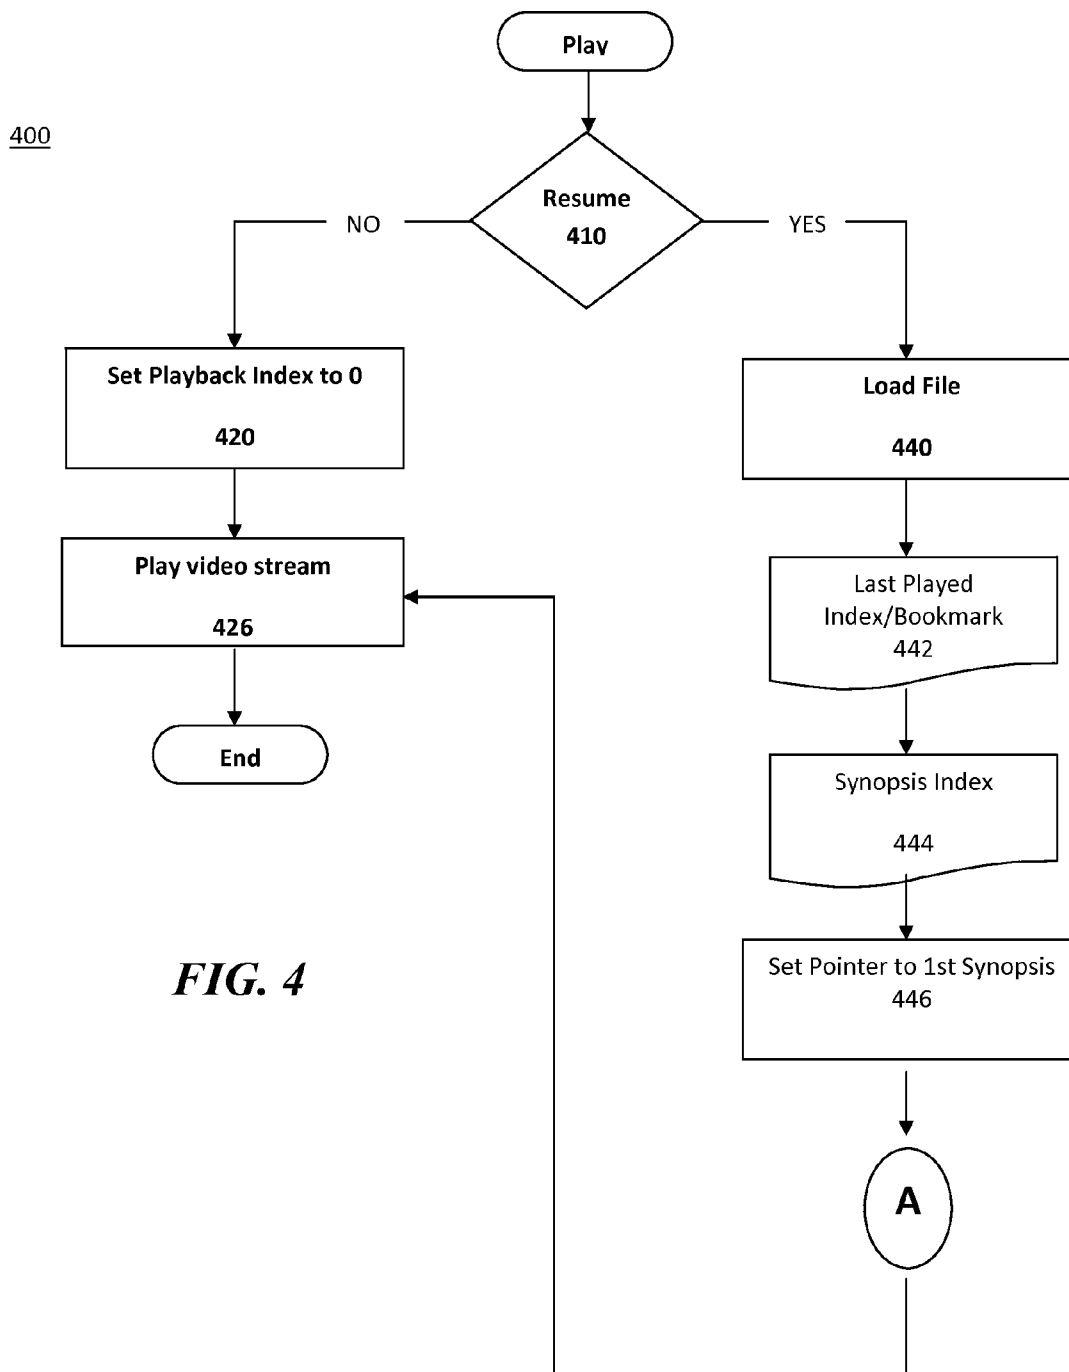 Play
400
Resume
410
NO
YES
Set Playback Index to 0
420
Load File
440
Play video stream
426
Last Played
Index/Bookmark
442
End
Synopsis Index
444
FIG. 4
Set Pointer to 1st Synopsis
446
A